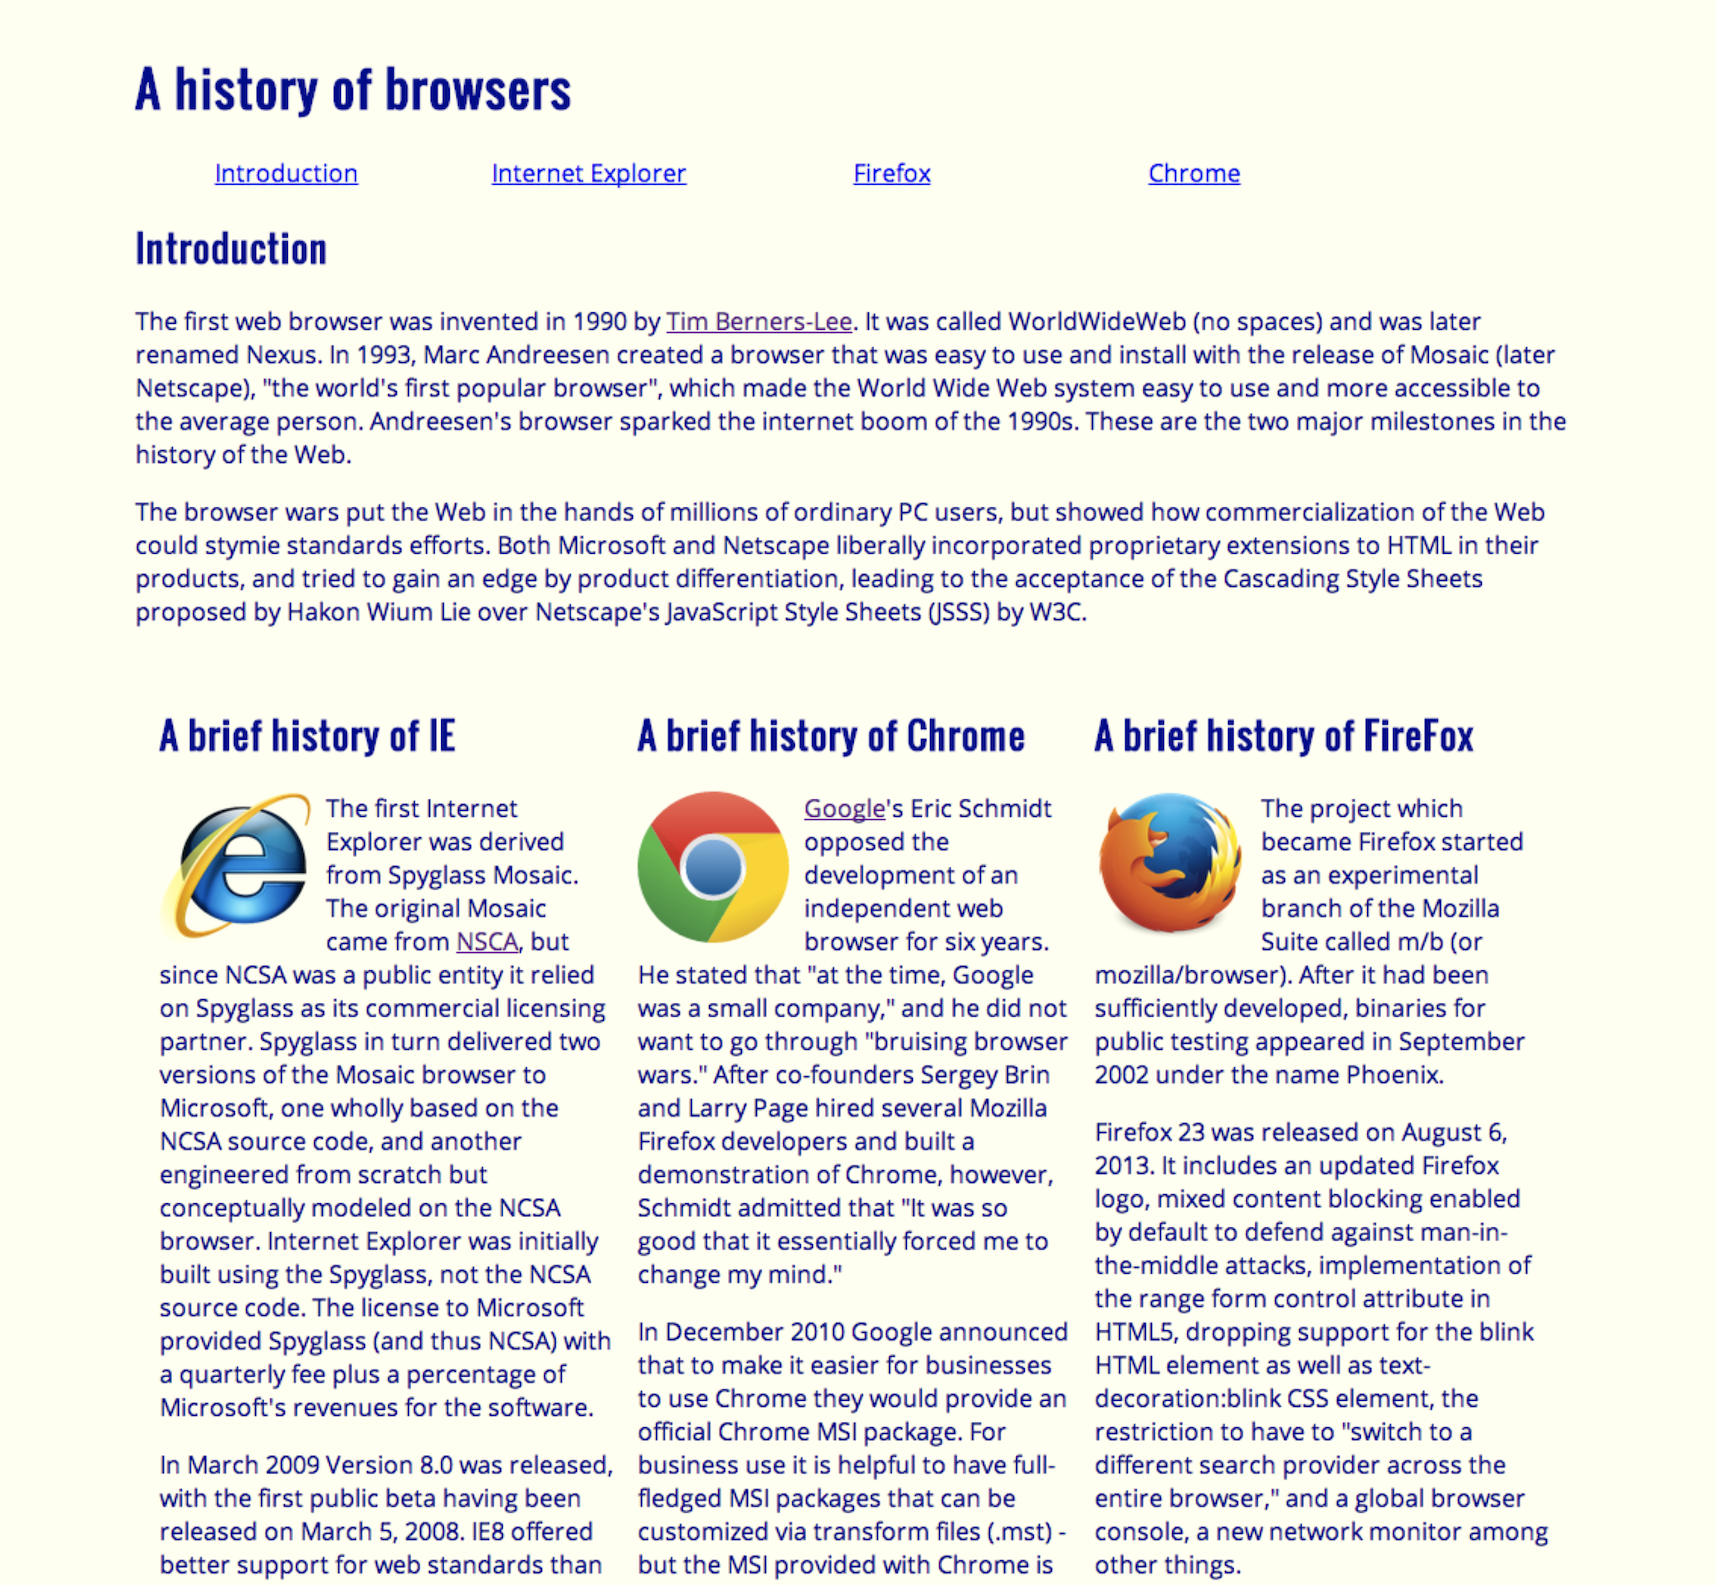 A history of browsers
Introduction Internet Explorer Firefox Chrome
Introduction
The first web browser was invented in 1990 by Tim Berners-Lee. It was called WorldWideWeb (no spaces) and was later
renamed Nexus. In 1993, Marc Andreesen created a browser that was easy to use and install with the release of Mosaic (later
Netscape), "the world's first popular browser", which made the World Wide Web system easy to use and more accessible to
the average person. Andreesen's browser sparked the internet boom of the 1990s. These are the two major milestones in the
history of the Web.
The browser wars put the Web in the hands of millions of ordinary PC users, but showed how commercialization of the Web
could stymie standards efforts. Both Microsoft and Netscape liberally incorporated proprietary extensions to HTML in their
products, and tried to gain an edge by product differentiation, leading to the acceptance of the Cascading Style Sheets
proposed by Hakon Wium Lie over Netscape's JavaScript Style Sheets (JSSS) by W3C.
A brief history of IE
The first Internet
Explorer was derived
from Spyglass Mosaic.
The original Mosaic
came from NSCA, but
since NCSA was a public entity it relied
on Spyglass as its commercial licensing
partner. Spyglass in turn delivered two
versions of the Mosaic browser to
Microsoft, one wholly based on the
NCSA source code, and another
engineered from scratch but
conceptually modeled on the NCSA
browser. Internet Explorer was initially
built using the Spyglass, not the NCSA
source code. The license to Microsoft
provided Spyglass (and thus NCSA) with
a quarterly fee plus a percentage of
Microsoft's revenues for the software.
In March 2009 Version 8.0 was released,
with the first public beta having been
released on March 5, 2008. IE8 offered
better support for web standards than
A brief history of Chrome
Google's Eric Schmidt
opposed the
development of an
independent web
browser for six years.
He stated that "at the time, Google
was a small company," and he did not
want to go through "bruising browser
wars." After co-founders Sergey Brin
and Larry Page hired several Mozilla
Firefox developers and built a
demonstration of Chrome, however,
Schmidt admitted that "It was so
good that it essentially forced me to
change my mind."
In December 2010 Google announced
that to make it easier for businesses
to use Chrome they would provide an
official Chrome MSI package. For
business use it is helpful to have full-
fledged MSI packages that can be
customized via transform files (.mst) -
but the MSI provided with Chrome is
A brief history of FireFox
The project which
became Firefox started
as an experimental
branch of the Mozilla
Suite called m/b (or
mozilla/browser). After it had been
sufficiently developed, binaries for
public testing appeared in September
2002 under the name Phoenix.
Firefox 23 was released on August 6,
2013. It includes an updated Firefox
logo, mixed content blocking enabled
by default to defend against man-in-
the-middle attacks, implementation of
the range form control attribute in
HTML5, dropping support for the blink
HTML element as well as text-
decoration:blink CSS element, the
restriction to have to "switch to a
different search provider across the
entire browser," and a global browser
console, a new network monitor among
other things.